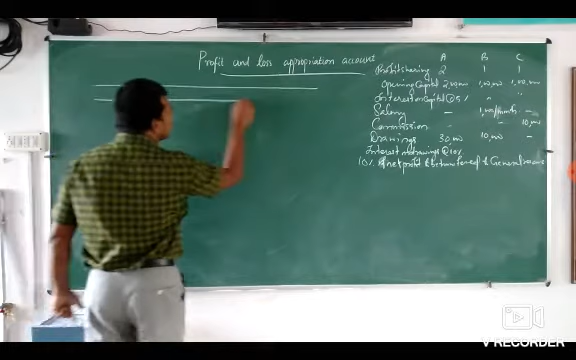 Profit and loss appropriation account
A B C
Profit sharing 2 1 1
Opening Capital 2,00,000 1,00,000 1,00,000
Interest on Capital @ 5% " "
Salary - 1,000/month -
Commission - - 10,000
Drawings 30,000 10,000 -
Interest on drawings @ 10%
10% of net profit to be transferred to General reserve
V RECORDER